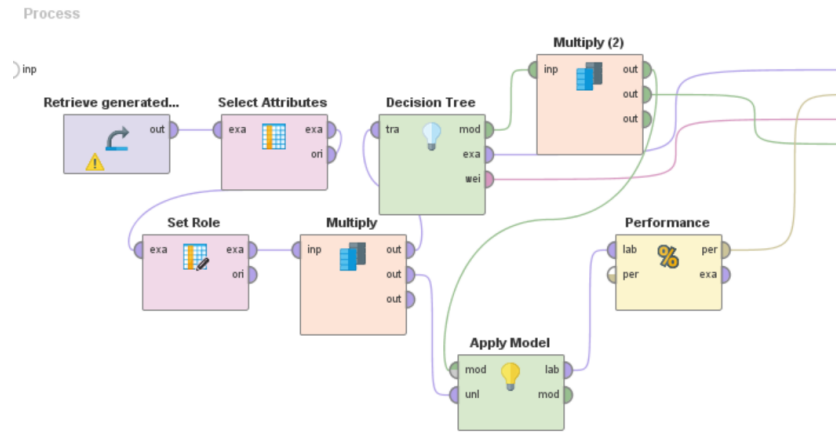 Process
inp
Retrieve generated...
out
Select Attributes
exa exa
ori
Decision Tree
tra mod
exa
wei
Multiply (2)
inp out
out
out
Set Role
exa exa
ori
Multiply
inp out
out
out
Performance
lab per
per exa
Apply Model
mod lab
unl mod